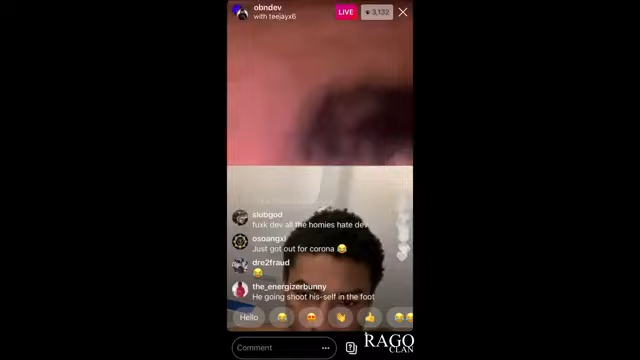 obndev
with teejayx6
LIVE
3,132
slubgod
fuxk dev all the homies hate dev
osoangxl
Just got out for corona 😂
dre2fraud
😂
the_energizerbunny
He going shoot his-self in the foot
Hello
Comment
RAGO
CLAN